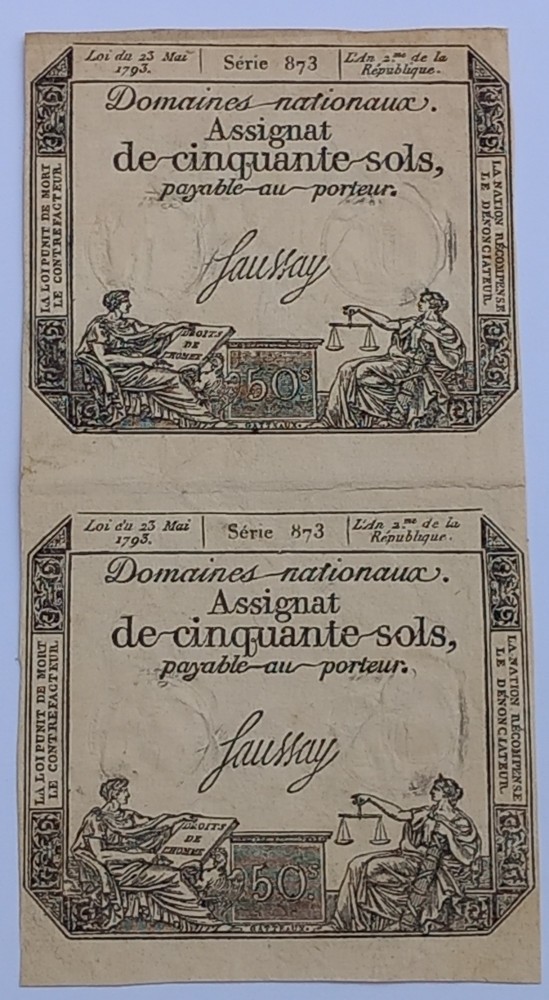 Loi du 23 Mai
1793.
Série 873
L'An 2.me de la
République.
Domaines nationaux.
Assignat
de cinquante sols,
payable au porteur.
LA LOI PUNIT DE MORT
LE CONTREFACTEUR.
LA NATION RÉCOMPENSE
LE DÉNONCIATEUR.
Saussay
DROITS
DE
L'HOMME
50.s
GATTEAUX.
Loi du 23 Mai
1793.
Série 873
L'An 2.me de la
République.
Domaines nationaux.
Assignat
de cinquante sols,
payable au porteur.
LA LOI PUNIT DE MORT
LE CONTREFACTEUR.
LA NATION RÉCOMPENSE
LE DÉNONCIATEUR.
Saussay
DROITS
DE
L'HOMME
50.s
GATTEAUX.